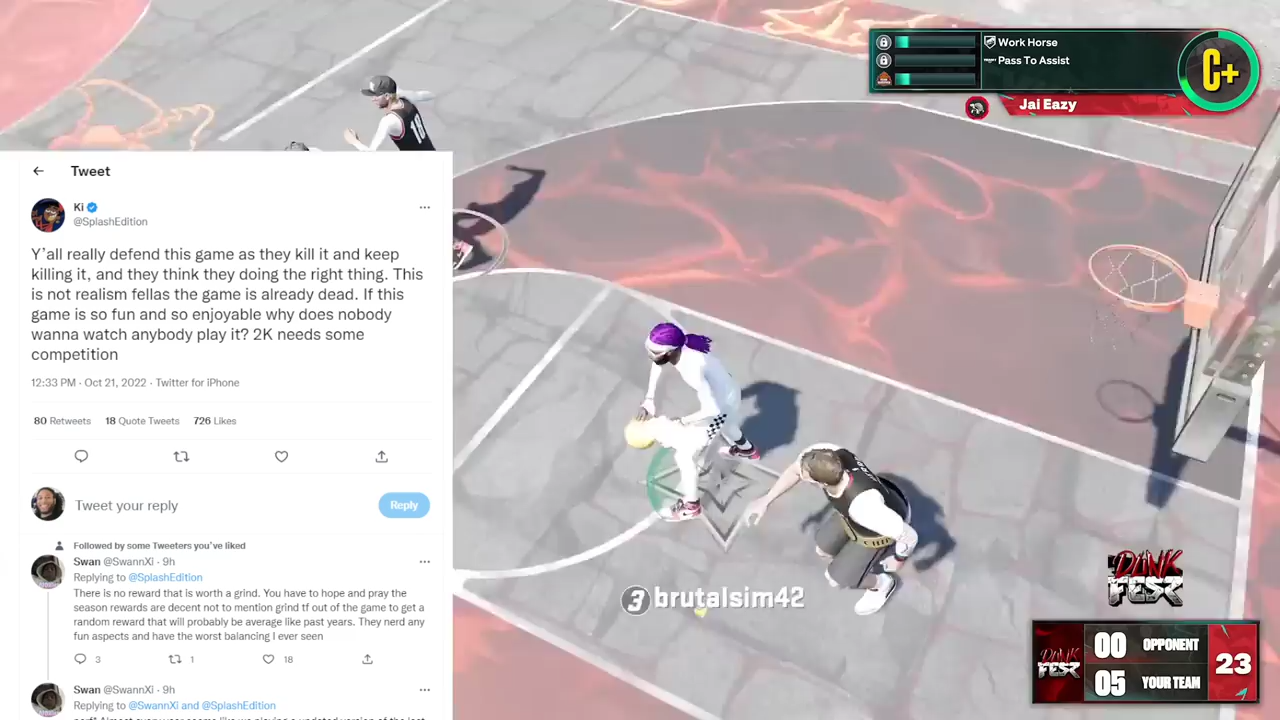 Work Horse
Pass To Assist
C+
Jai Eazy
10
Tweet
Ki
@SplashEdition
Y'all really defend this game as they kill it and keep
killing it, and they think they doing the right thing. This
is not realism fellas the game is already dead. If this
game is so fun and so enjoyable why does nobody
wanna watch anybody play it? 2K needs some
competition
12:33 PM · Oct 21, 2022 · Twitter for iPhone
80 Retweets 18 Quote Tweets 726 Likes
Tweet your reply
Reply
Followed by some Tweeters you've liked
Swan @SwannXi · 9h
Replying to @SplashEdition
There is no reward that is worth a grind. You have to hope and pray the
season rewards are decent not to mention grind tf out of the game to get a
random reward that will probably be average like past years. They nerd any
fun aspects and have the worst balancing I ever seen
3 1 18
Swan @SwannXi · 9h
Replying to @SwannXi and @SplashEdition
3 brutalsim42
DUNK
FEST
DUNK
FEST
00 OPPONENT
05 YOUR TEAM
23